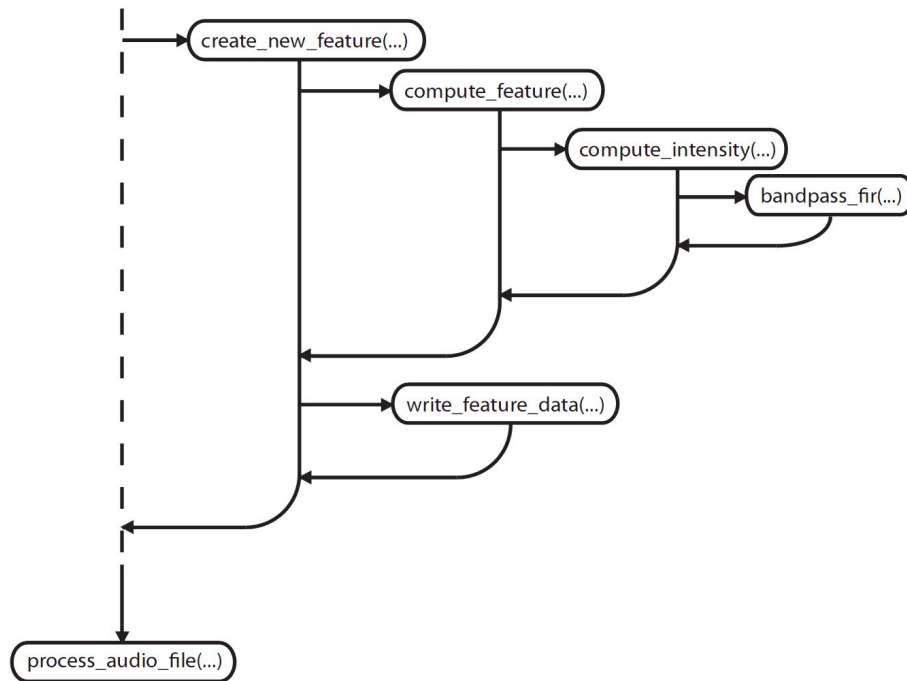 create_new_feature(...)
compute_feature(...)
compute_intensity(...)
bandpass_fir(...)
write_feature_data(...)
process_audio_file(...)